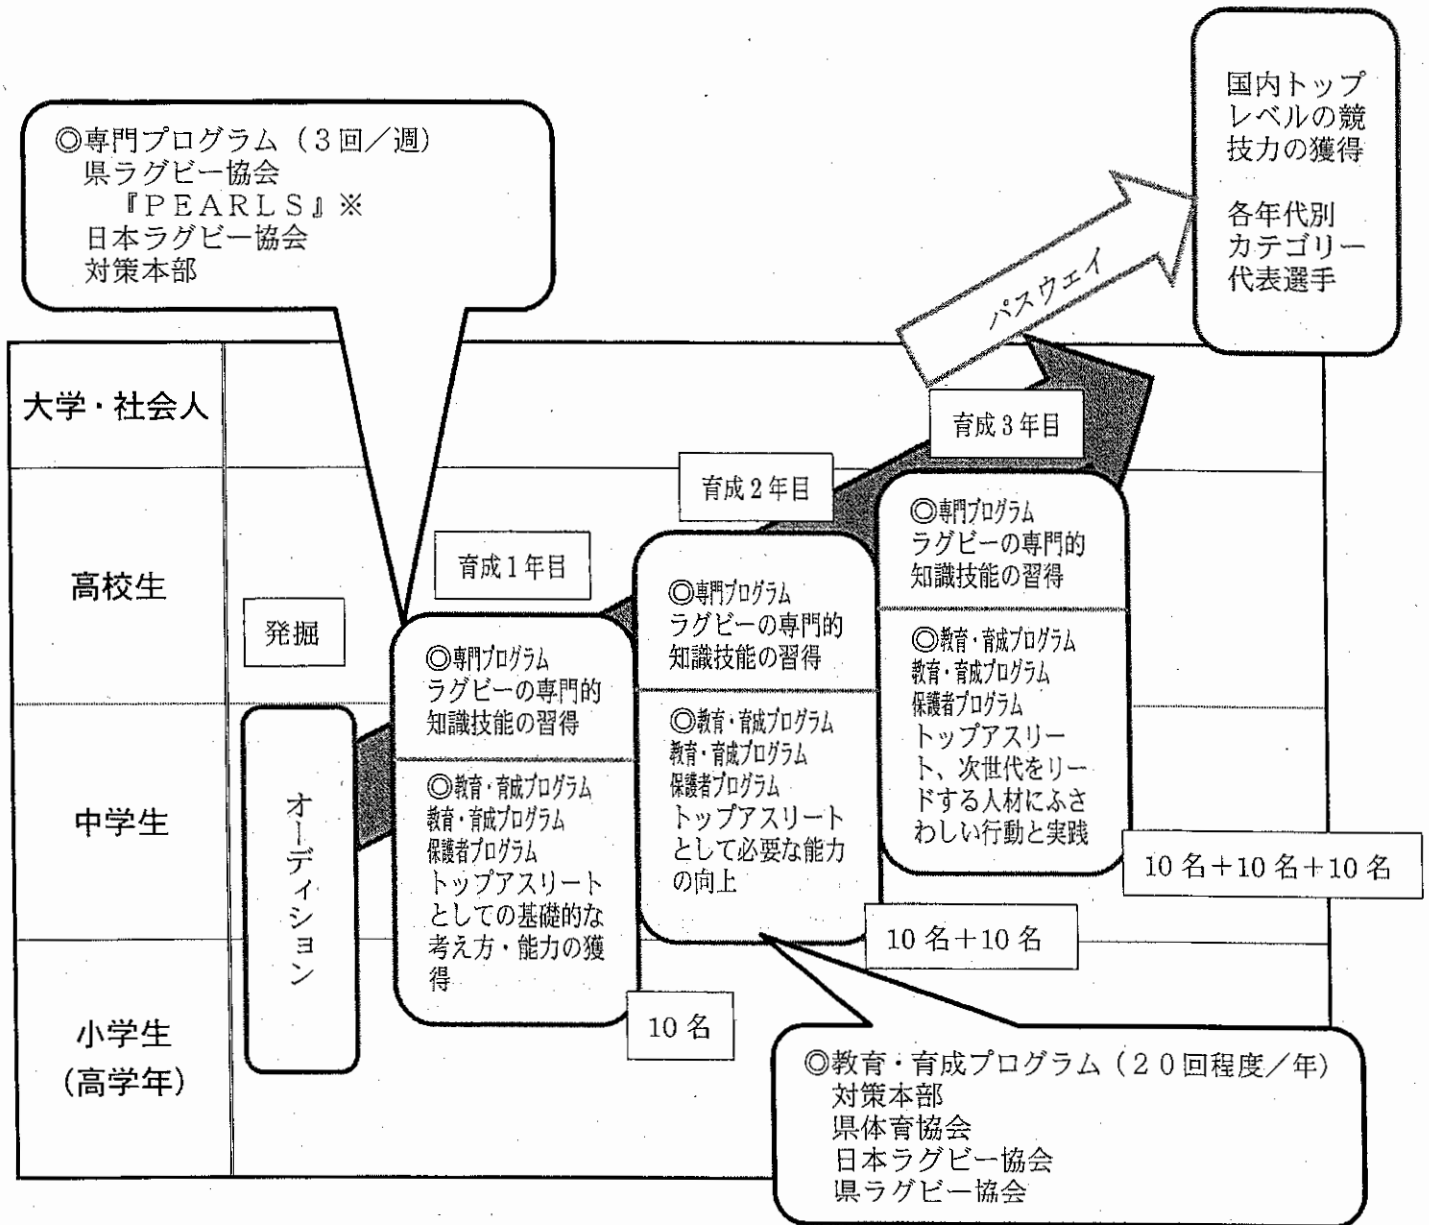 国内トップ
レベルの競
技力の獲得
各年代別
カテゴリー
代表選手
◎専門プログラム（３回／週）
県ラグビー協会
『ＰＥＡＲＬＳ』※
日本ラグビー協会
対策本部
パスウェイ
大学・社会人
高校生
中学生
小学生
(高学年)
発掘
オーディション
育成１年目
◎専門プログラム
ラグビーの専門的
知識技能の習得
◎教育・育成プログラム
教育・育成プログラム
保護者プログラム
トップアスリート
としての基礎的な
考え方・能力の獲
得
10 名
育成２年目
◎専門プログラム
ラグビーの専門的
知識技能の習得
◎教育・育成プログラム
教育・育成プログラム
保護者プログラム
トップアスリート
として必要な能力
の向上
10 名＋10 名
育成３年目
◎専門プログラム
ラグビーの専門的
知識技能の習得
◎教育・育成プログラム
教育・育成プログラム
保護者プログラム
トップアスリー
ト、次世代をリー
ドする人材にふさ
わしい行動と実践
10 名＋10 名＋10 名
◎教育・育成プログラム（２０回程度／年）
対策本部
県体育協会
日本ラグビー協会
県ラグビー協会